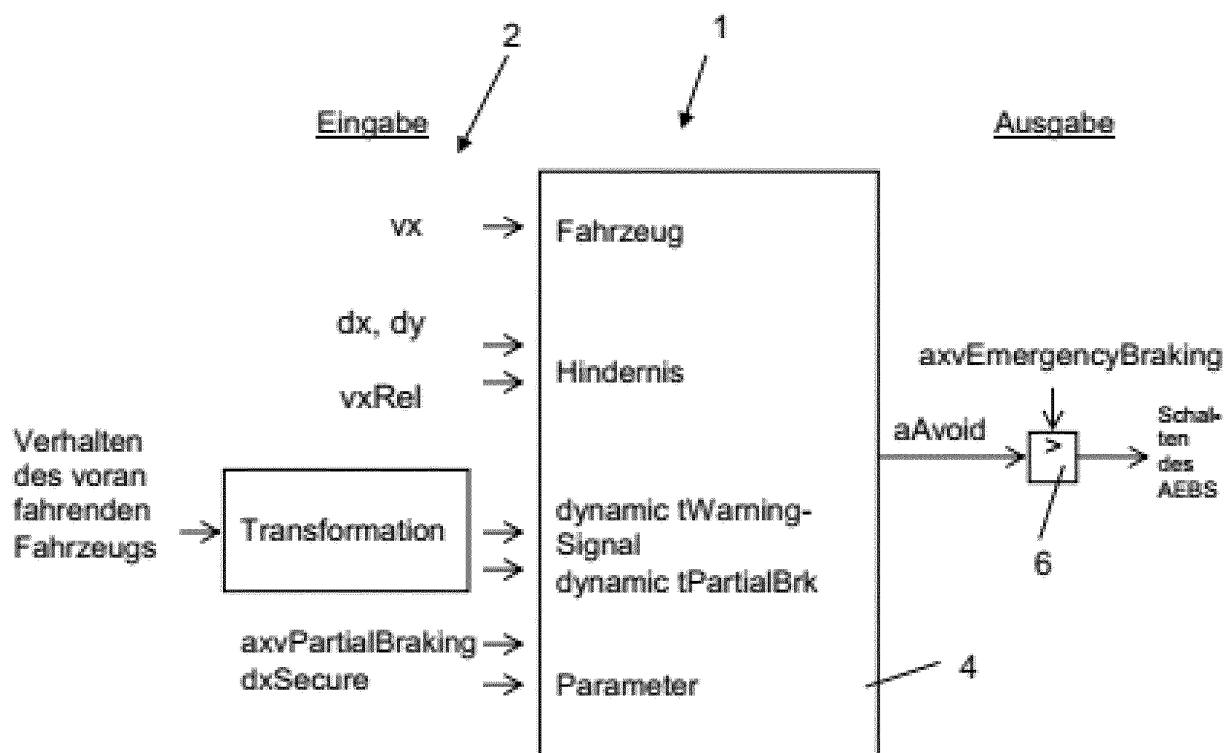 2
1
Eingabe
Ausgabe
vx
Fahrzeug
dx, dy
vxRel
Hindernis
axvEmergencyBraking
aAvoid
>
Schal-
ten
des
AEBS
6
Verhalten
des voran
fahrenden
Fahrzeugs
Transformation
dynamic tWarning-
Signal
dynamic tPartialBrk
axvPartialBraking
dxSecure
Parameter
4